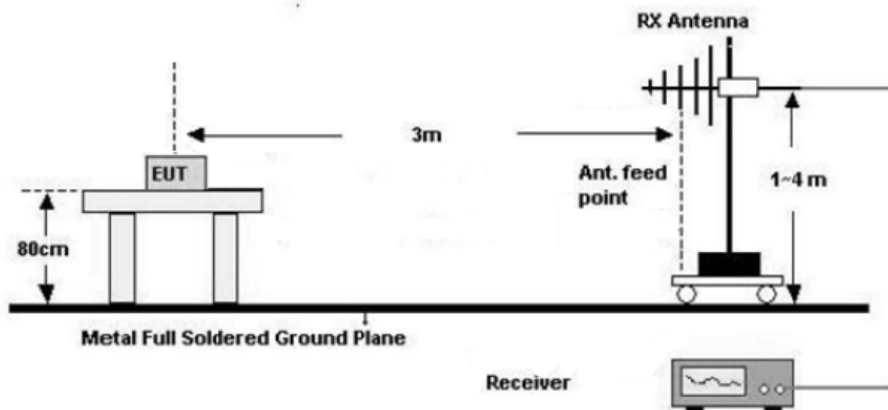 RX Antenna
3m
EUT
Ant. feed
point
1~4 m
80cm
Metal Full Soldered Ground Plane
Receiver